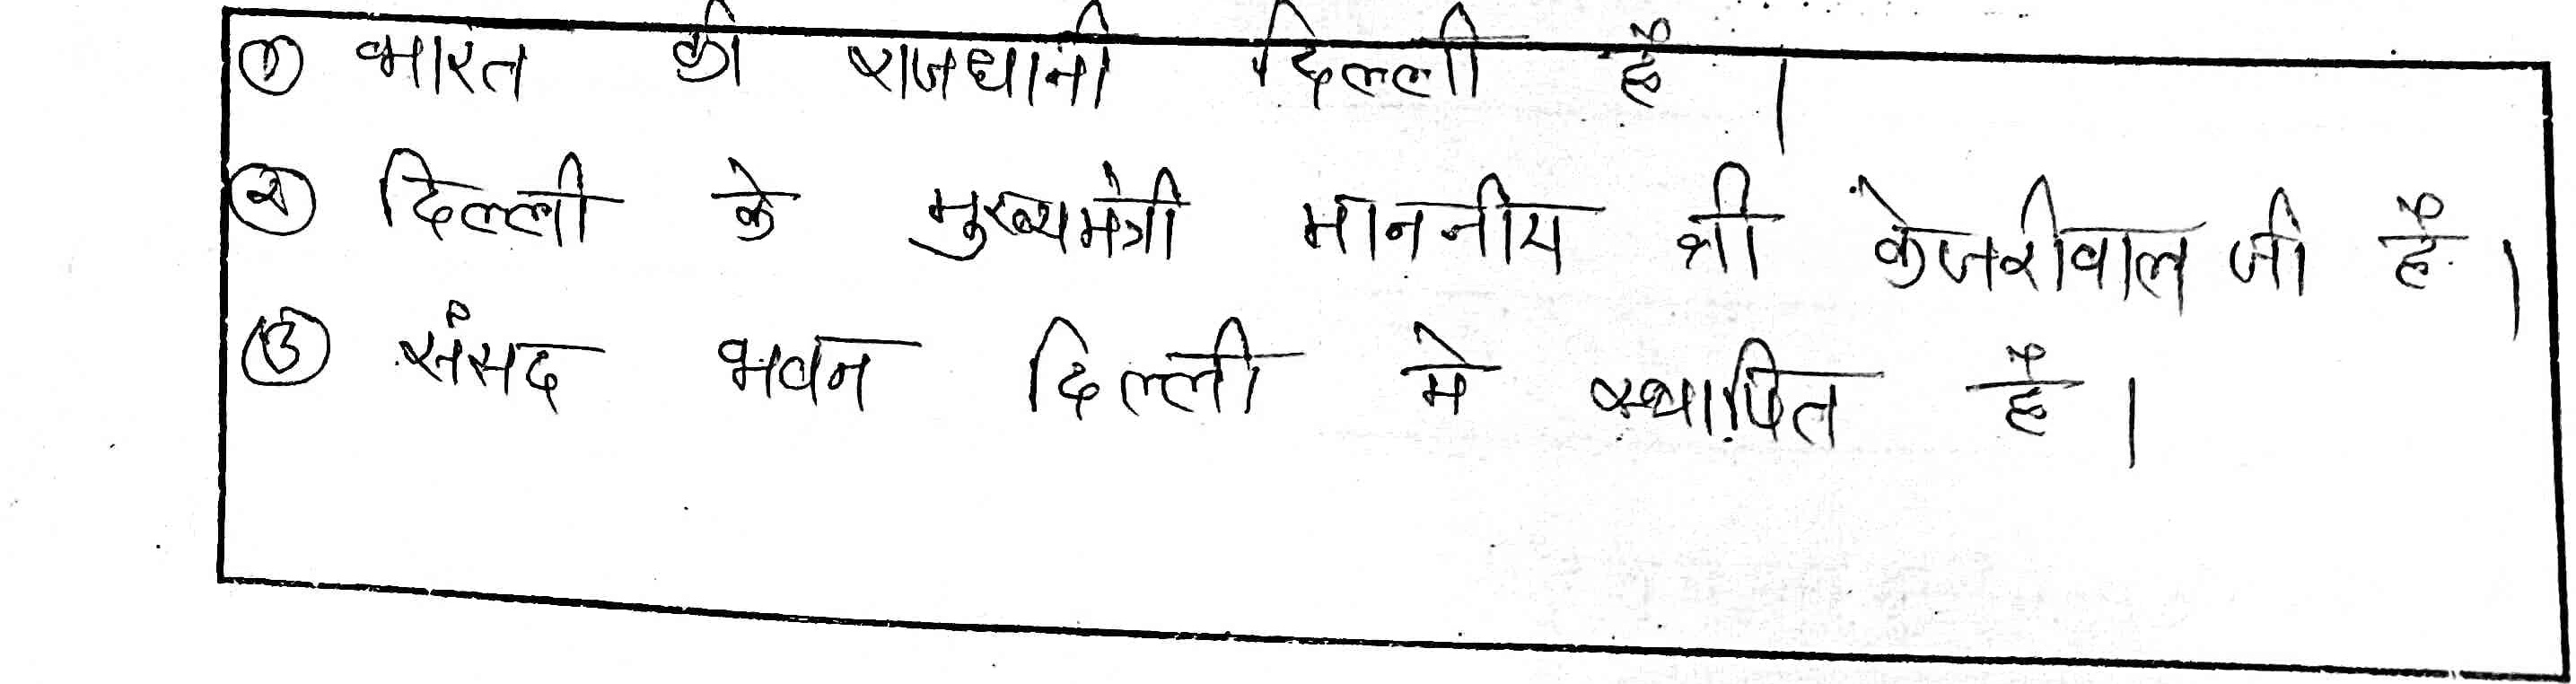 ① भारत की राजधानी दिल्ली है ।
② दिल्ली के मुख्यमंत्री माननीय श्री केजरीवाल जी है ।
③ संसद भवन दिल्ली मे स्थापित है ।